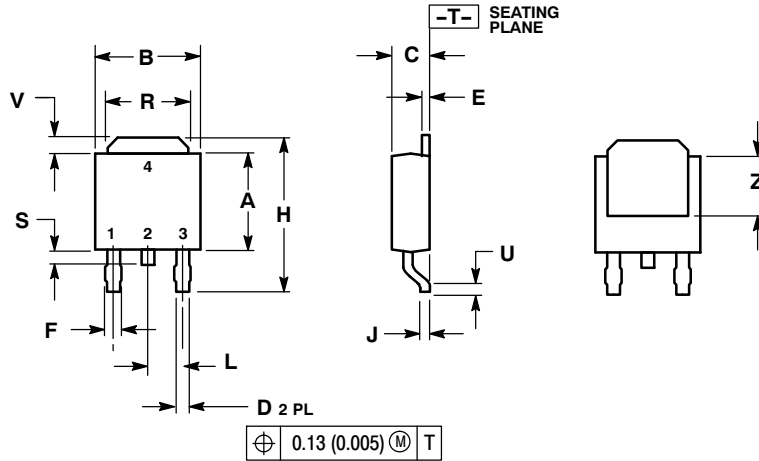 -T- SEATING
PLANE
B
C
V
R
E
4
Z
A
H
S
1 2 3
U
F
J
L
D 2 PL
⌖ 0.13 (0.005) Ⓜ T